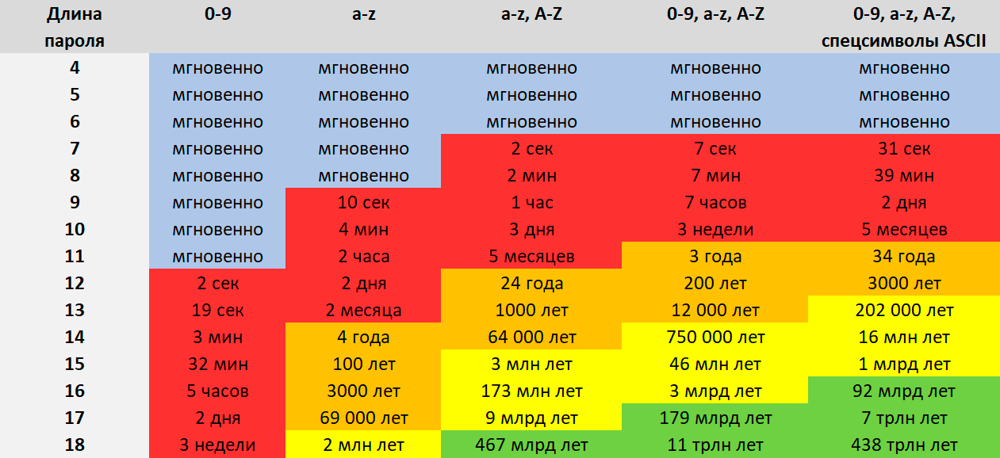 Длина 0-9 a-z a-z, A-Z 0-9, a-z, A-Z 0-9, a-z, A-Z,
пароля спецсимволы ASCII
4 мгновенно мгновенно мгновенно мгновенно мгновенно
5 мгновенно мгновенно мгновенно мгновенно мгновенно
6 мгновенно мгновенно мгновенно мгновенно мгновенно
7 мгновенно мгновенно 2 сек 7 сек 31 сек
8 мгновенно мгновенно 2 мин 7 мин 39 мин
9 мгновенно 10 сек 1 час 7 часов 2 дня
10 мгновенно 4 мин 3 дня 3 недели 5 месяцев
11 мгновенно 2 часа 5 месяцев 3 года 34 года
12 2 сек 2 дня 24 года 200 лет 3000 лет
13 19 сек 2 месяца 1000 лет 12 000 лет 202 000 лет
14 3 мин 4 года 64 000 лет 750 000 лет 16 млн лет
15 32 мин 100 лет 3 млн лет 46 млн лет 1 млрд лет
16 5 часов 3000 лет 173 млн лет 3 млрд лет 92 млрд лет
17 2 дня 69 000 лет 9 млрд лет 179 млрд лет 7 трлн лет
18 3 недели 2 млн лет 467 млрд лет 11 трлн лет 438 трлн лет